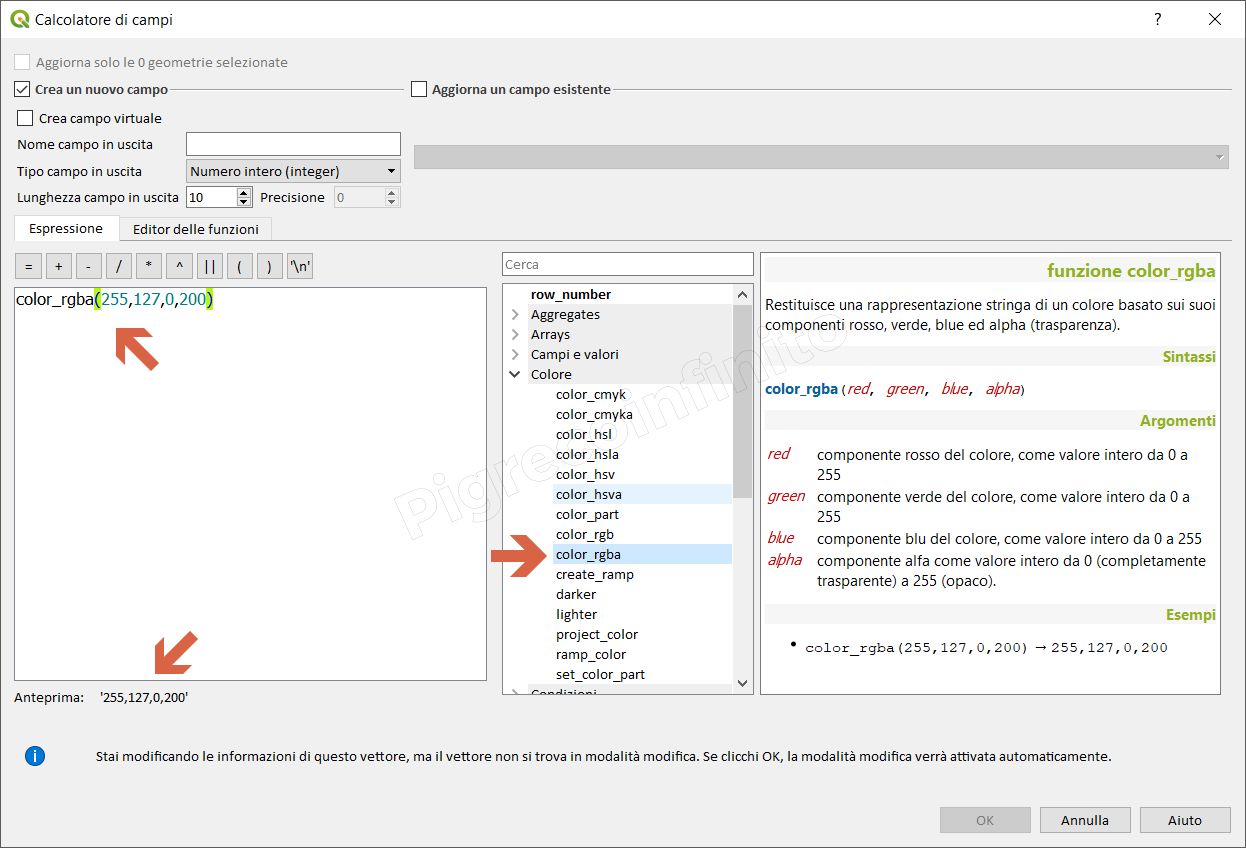 Calcolatore di campi
?
Aggiorna solo le 0 geometrie selezionate
Crea un nuovo campo
Aggiorna un campo esistente
Crea campo virtuale
Nome campo in uscita
Tipo campo in uscita
Numero intero (integer)
Lunghezza campo in uscita
10
Precisione
0
Espressione
Editor delle funzioni
= + - / * ^ || ( ) '\n'
color_rgba(255,127,0,200)
Anteprima: '255,127,0,200'
Cerca
row_number
Aggregates
Arrays
Campi e valori
Colore
color_cmyk
color_cmyka
color_hsl
color_hsla
color_hsv
color_hsva
color_part
color_rgb
color_rgba
create_ramp
darker
lighter
project_color
ramp_color
set_color_part
Condizioni
funzione color_rgba
Restituisce una rappresentazione stringa di un colore basato sui suoi
componenti rosso, verde, blue ed alpha (trasparenza).
Sintassi
color_rgba(red, green, blue, alpha)
Argomenti
red componente rosso del colore, come valore intero da 0 a
255
green componente verde del colore, come valore intero da 0 a
255
blue componente blu del colore, come valore intero da 0 a 255
alpha componente alfa come valore intero da 0 (completamente
trasparente) a 255 (opaco).
Esempi
• color_rgba(255,127,0,200) → 255,127,0,200
Pigrecoinfinito
Stai modificando le informazioni di questo vettore, ma il vettore non si trova in modalità modifica. Se clicchi OK, la modalità modifica verrà attivata automaticamente.
OK
Annulla
Aiuto